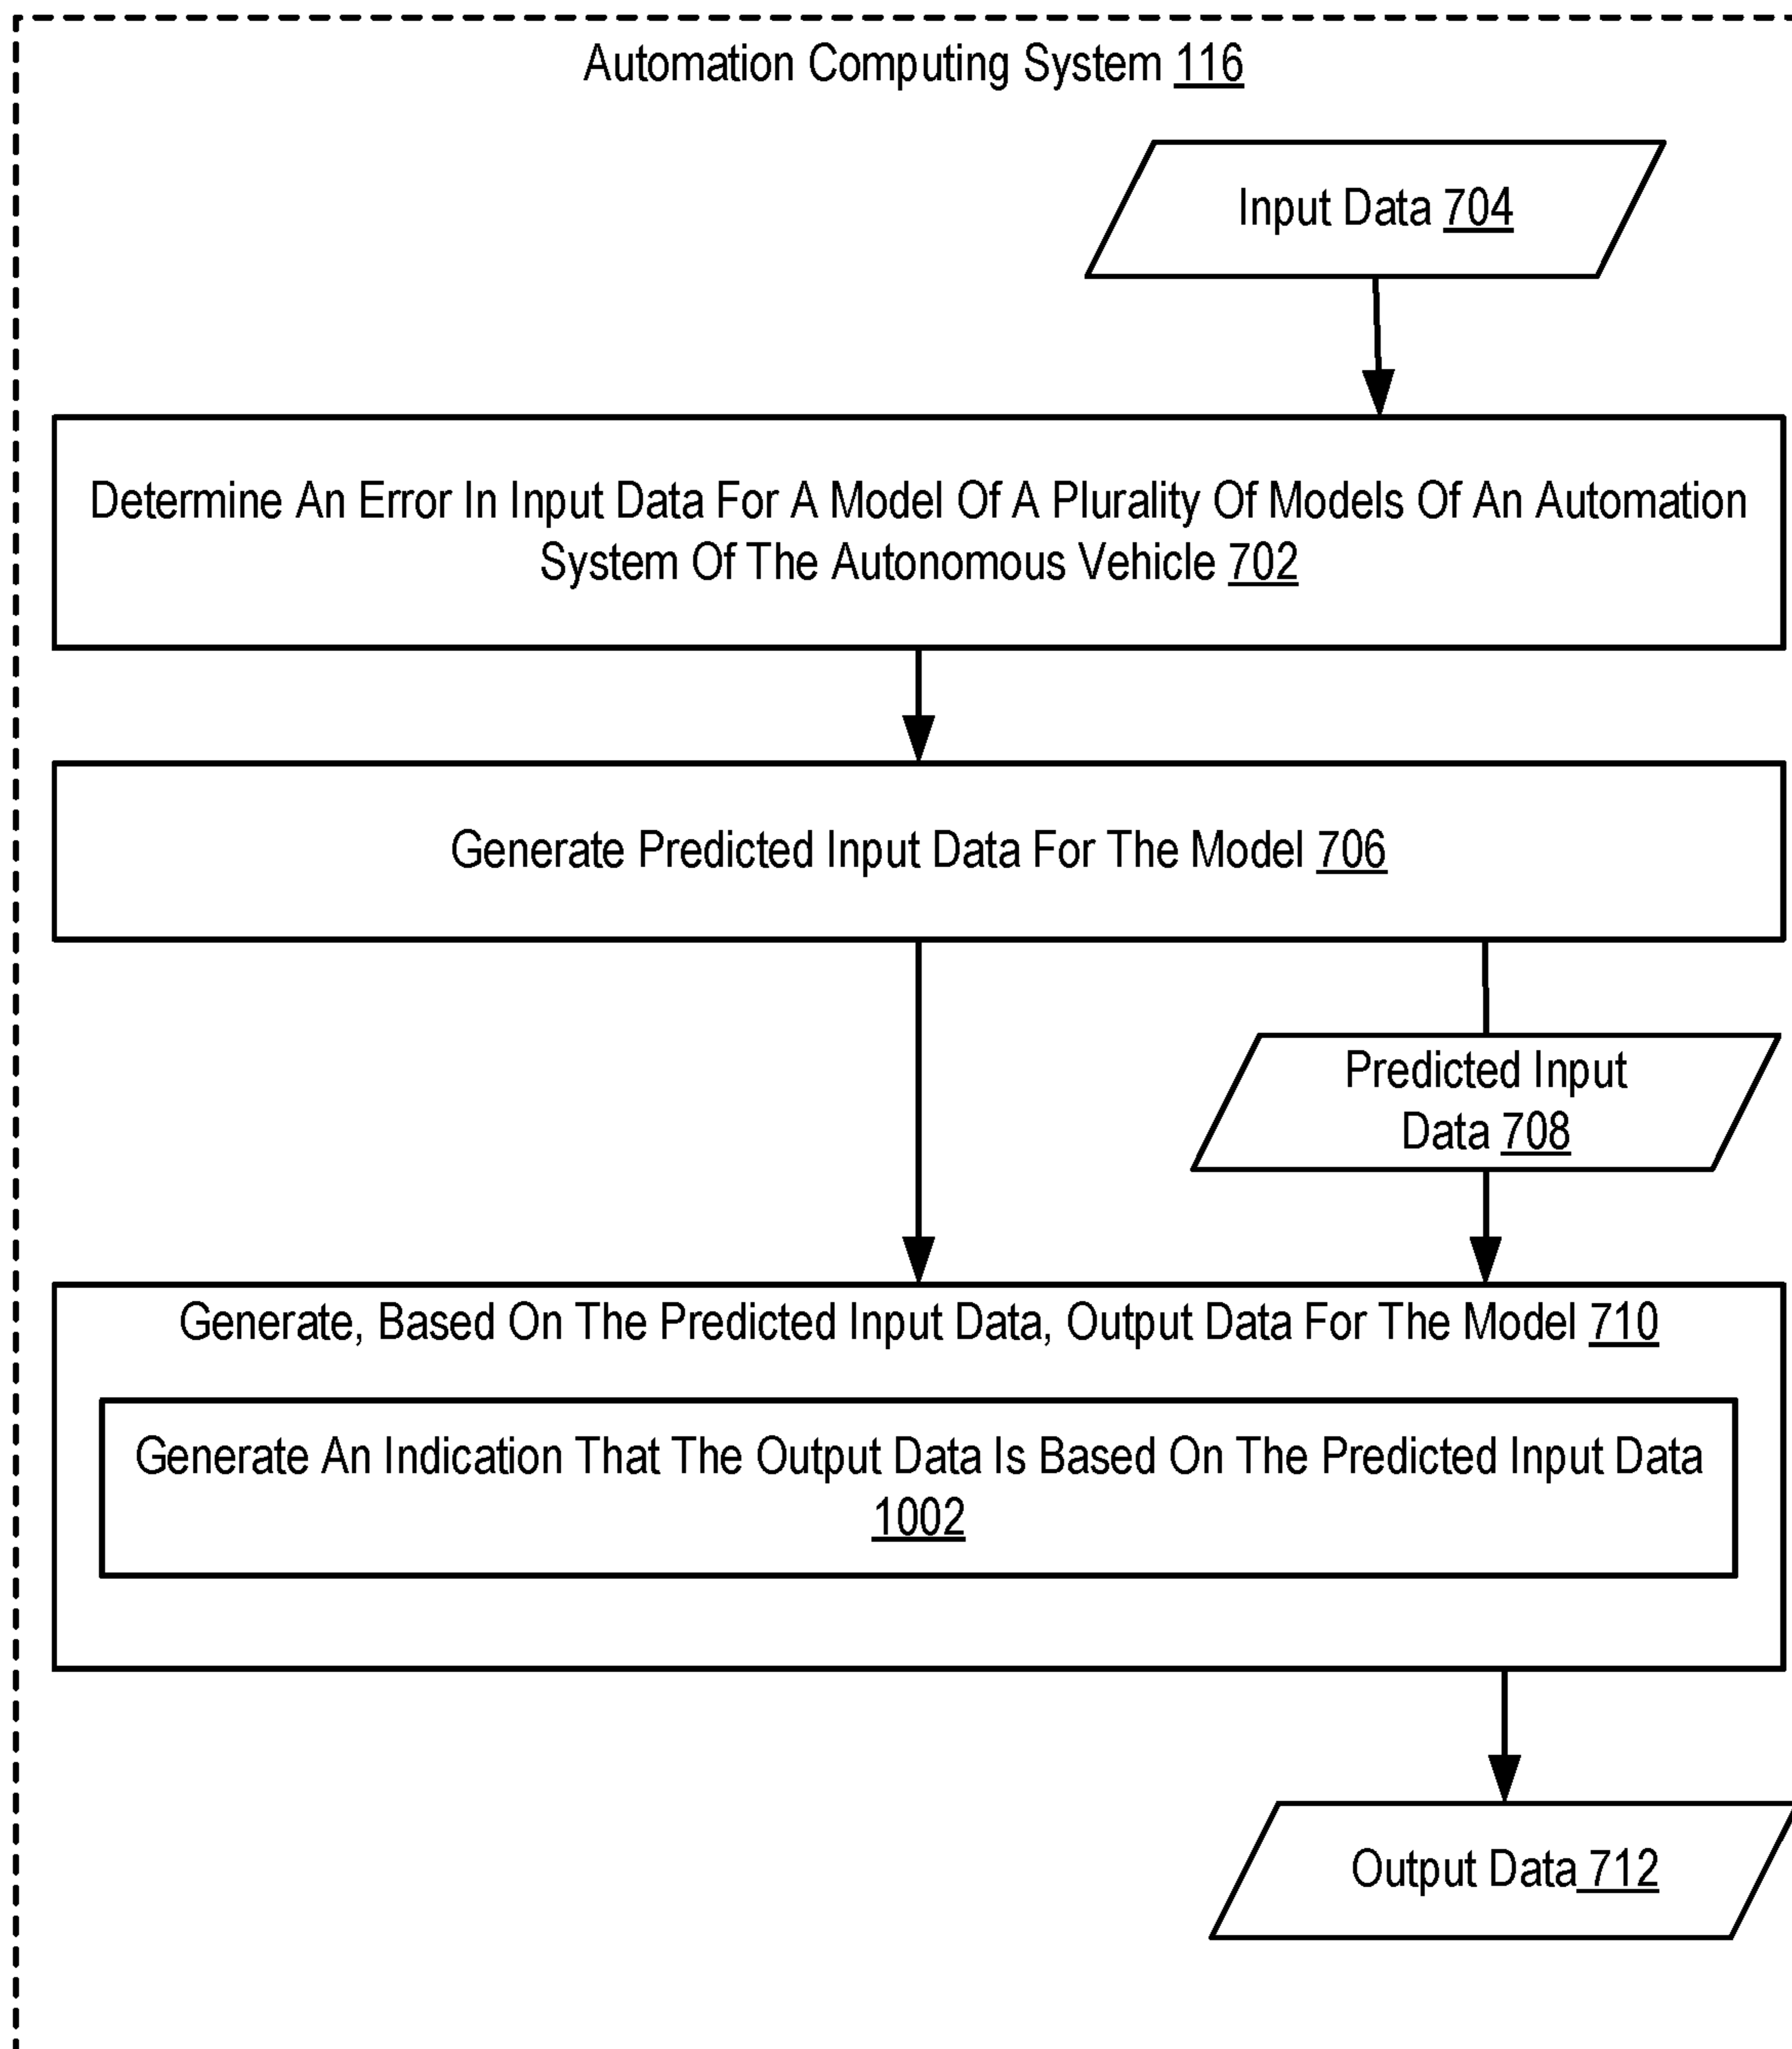 Automation Computing System 116
Input Data 704
Determine An Error In Input Data For A Model Of A Plurality Of Models Of An Automation
System Of The Autonomous Vehicle 702
Generate Predicted Input Data For The Model 706
Predicted Input
Data 708
Generate, Based On The Predicted Input Data, Output Data For The Model 710
Generate An Indication That The Output Data Is Based On The Predicted Input Data
1002
Output Data 712